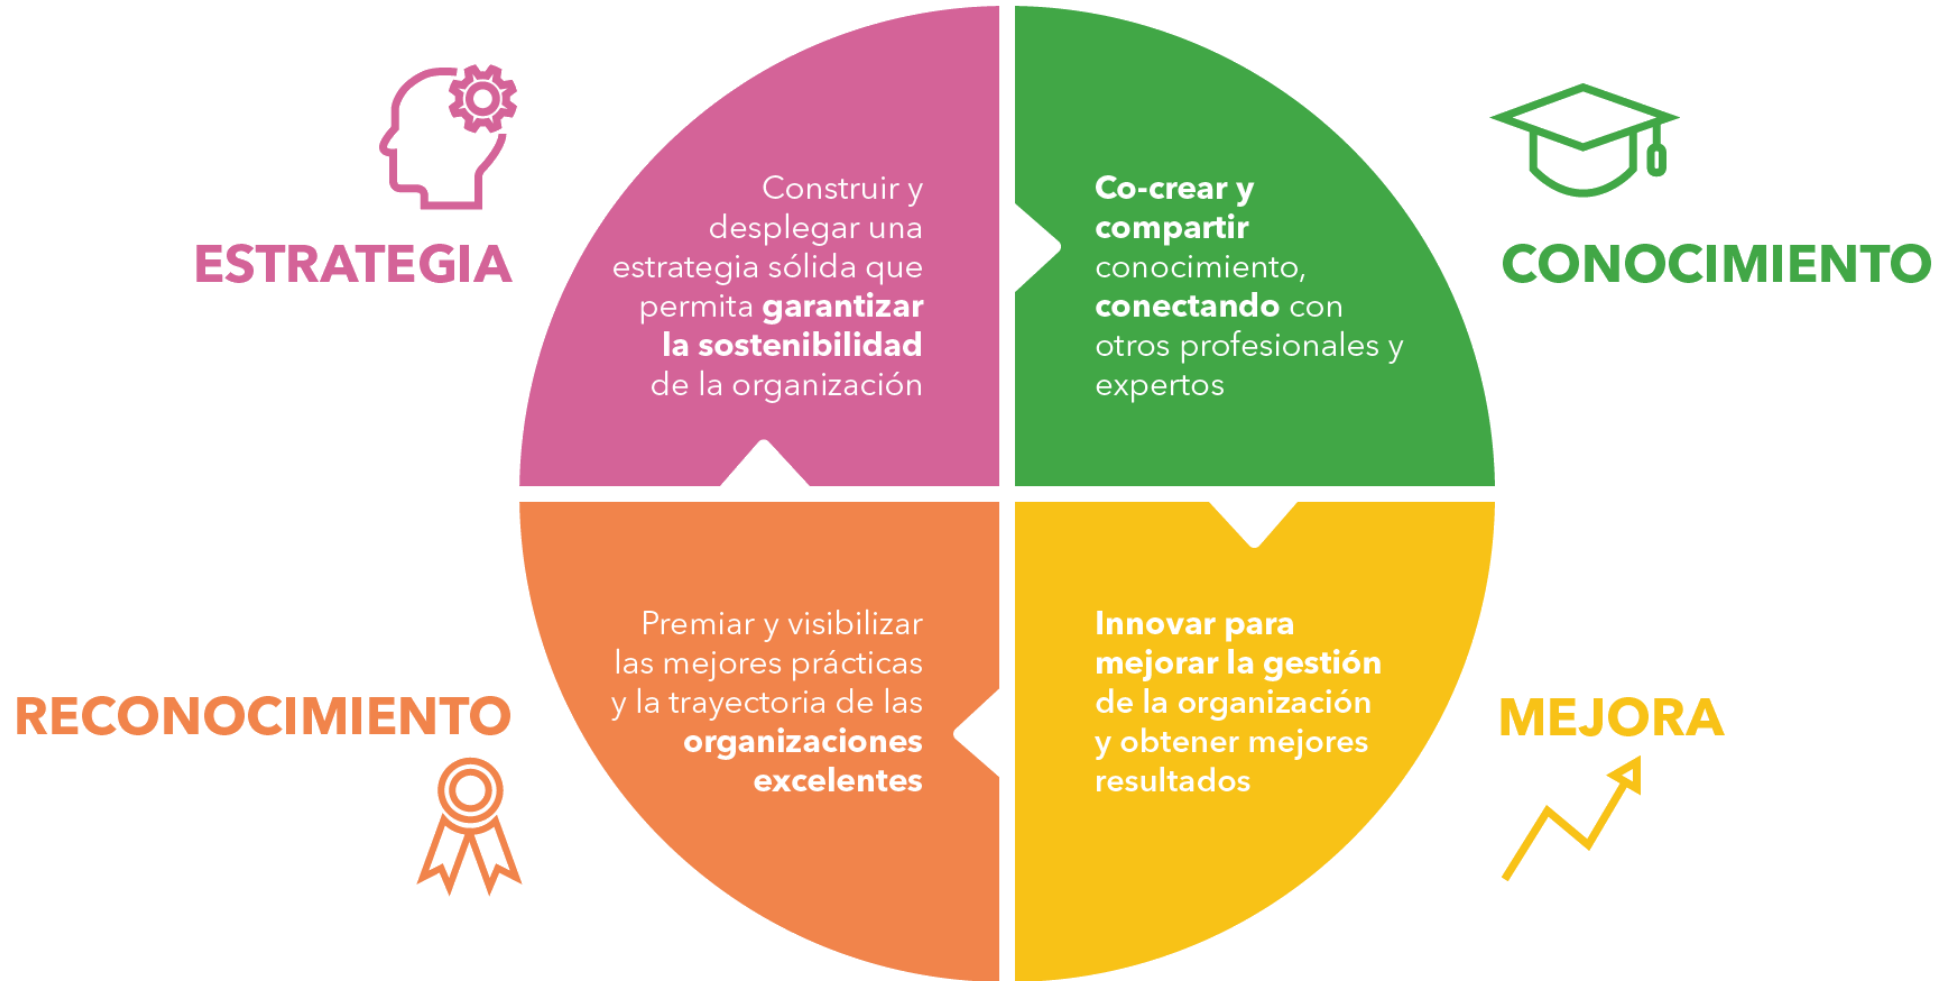 ESTRATEGIA
Construir y
desplegar una
estrategia sólida que
permita garantizar
la sostenibilidad
de la organización
Co-crear y
compartir
conocimiento,
conectando con
otros profesionales y
expertos
CONOCIMIENTO
RECONOCIMIENTO
Premiar y visibilizar
las mejores prácticas
y la trayectoria de las
organizaciones
excelentes
Innovar para
mejorar la gestión
de la organización
y obtener mejores
resultados
MEJORA